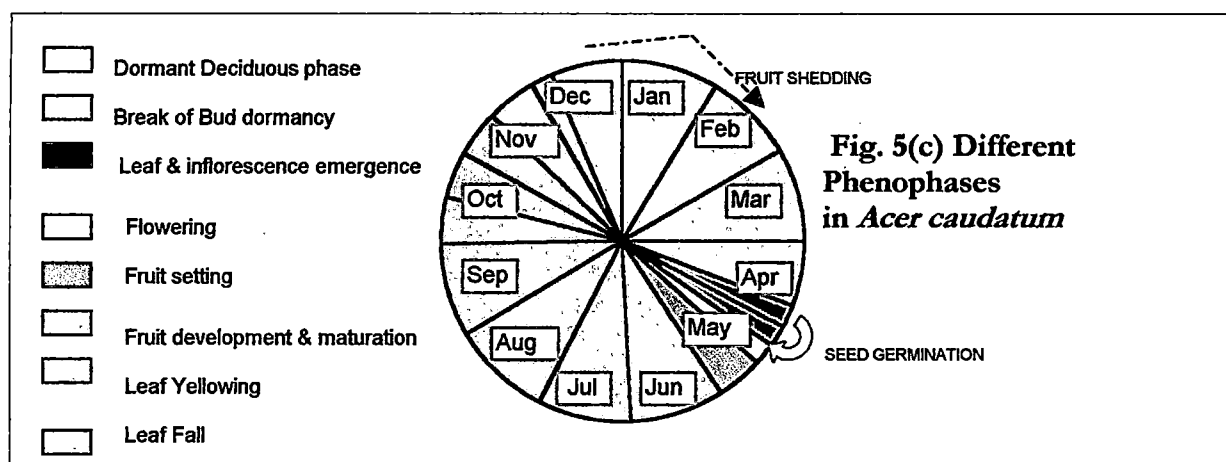 Dormant Deciduous phase
Break of Bud dormancy
Leaf & inflorescence emergence
Flowering
Fruit setting
Fruit development & maturation
Leaf Yellowing
Leaf Fall
Jan
Feb
Mar
Apr
May
Jun
Jul
Aug
Sep
Oct
Nov
Dec
FRUIT SHEDDING
SEED GERMINATION
Fig. 5(c) Different
Phenophases
in Acer caudatum